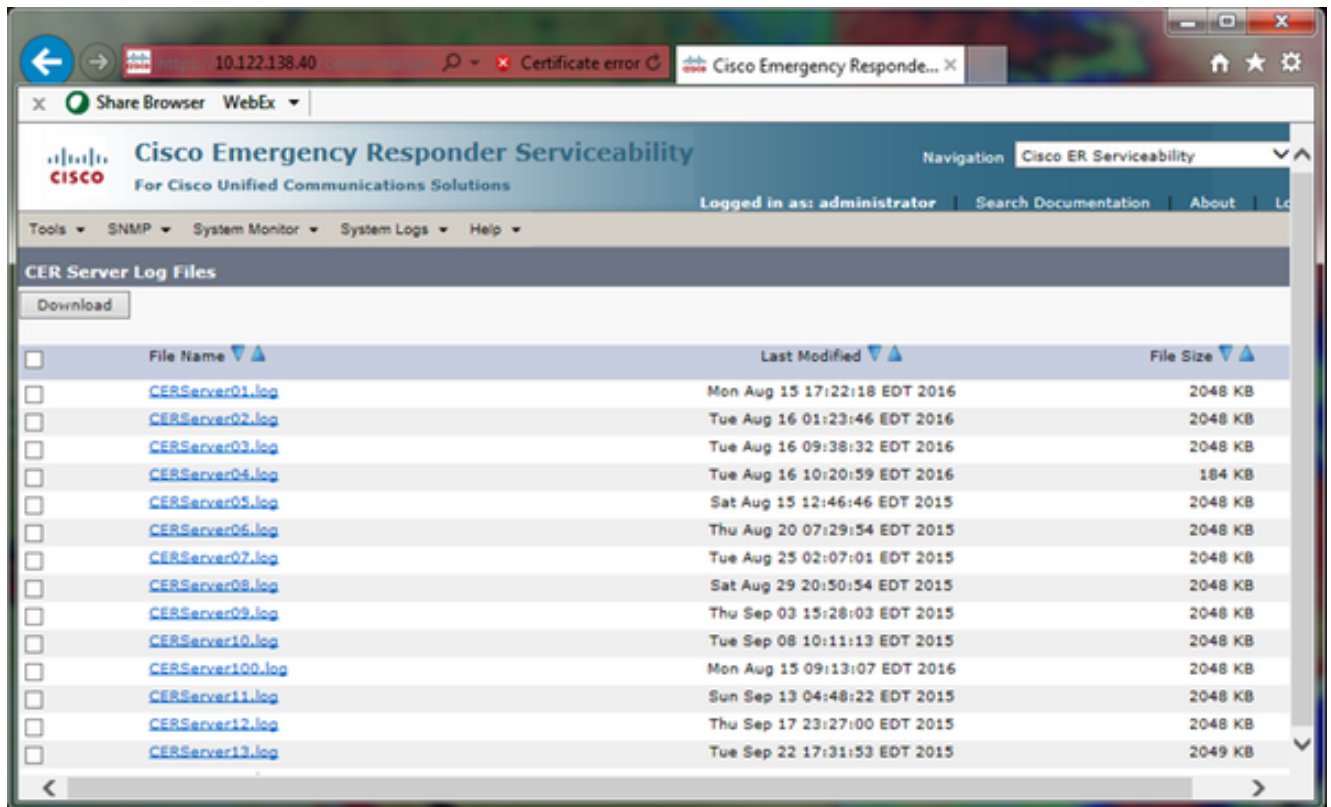 https 10.122.138.40 Certificate error Cisco Emergency Responde...
Share Browser WebEx
Cisco Emergency Responder Serviceability
For Cisco Unified Communications Solutions
CISCO
Navigation Cisco ER Serviceability
Logged in as: administrator | Search Documentation | About | Lo
Tools SNMP System Monitor System Logs Help
CER Server Log Files
Download
File Name Last Modified File Size
CERServer01.log Mon Aug 15 17:22:18 EDT 2016 2048 KB
CERServer02.log Tue Aug 16 01:23:46 EDT 2016 2048 KB
CERServer03.log Tue Aug 16 09:38:32 EDT 2016 2048 KB
CERServer04.log Tue Aug 16 10:20:59 EDT 2016 184 KB
CERServer05.log Sat Aug 15 12:46:46 EDT 2015 2048 KB
CERServer06.log Thu Aug 20 07:29:54 EDT 2015 2048 KB
CERServer07.log Tue Aug 25 02:07:01 EDT 2015 2048 KB
CERServer08.log Sat Aug 29 20:50:54 EDT 2015 2048 KB
CERServer09.log Thu Sep 03 15:28:03 EDT 2015 2048 KB
CERServer10.log Tue Sep 08 10:11:13 EDT 2015 2048 KB
CERServer100.log Mon Aug 15 09:13:07 EDT 2016 2048 KB
CERServer11.log Sun Sep 13 04:48:22 EDT 2015 2048 KB
CERServer12.log Thu Sep 17 23:27:00 EDT 2015 2048 KB
CERServer13.log Tue Sep 22 17:31:53 EDT 2015 2049 KB